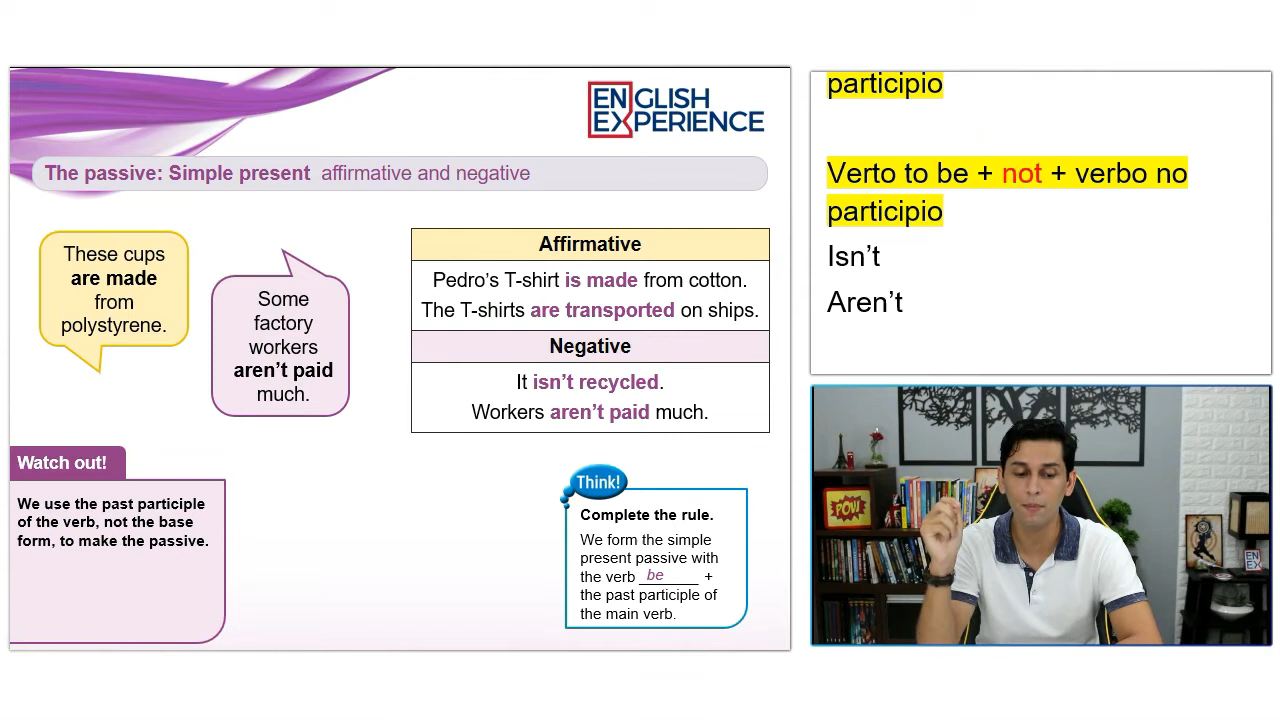 ENGLISH
EXPERIENCE
The passive: Simple present affirmative and negative
These cups
are made
from
polystyrene.
Some
factory
workers
aren’t paid
much.
Affirmative
Pedro’s T-shirt is made from cotton.
The T-shirts are transported on ships.
Negative
It isn’t recycled.
Workers aren’t paid much.
Watch out!
We use the past participle
of the verb, not the base
form, to make the passive.
Think!
Complete the rule.
We form the simple
present passive with
the verb be +
the past participle of
the main verb.
participio
Verto to be + not + verbo no
participio
Isn’t
Aren’t
POW
EN
EX